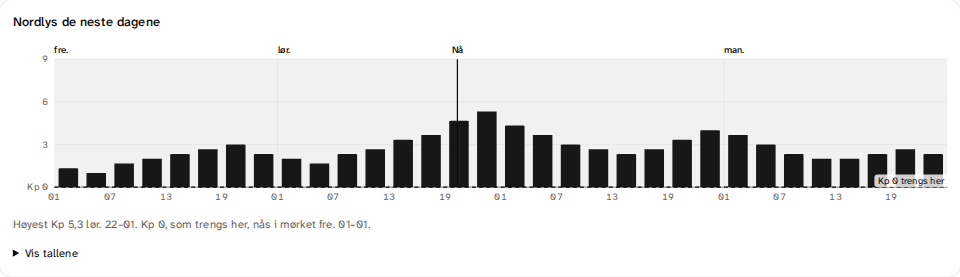 Nordlys de neste dagene
fre. lør. Nå man.
9
6
3
Kp 0
Kp 0 trengs her
01 07 13 19 01 07 13 19 01 07 13 19 01 07 13 19
Høyest Kp 5,3 lør. 22–01. Kp 0, som trengs her, nås i mørket fre. 01–01.
▶ Vis tallene